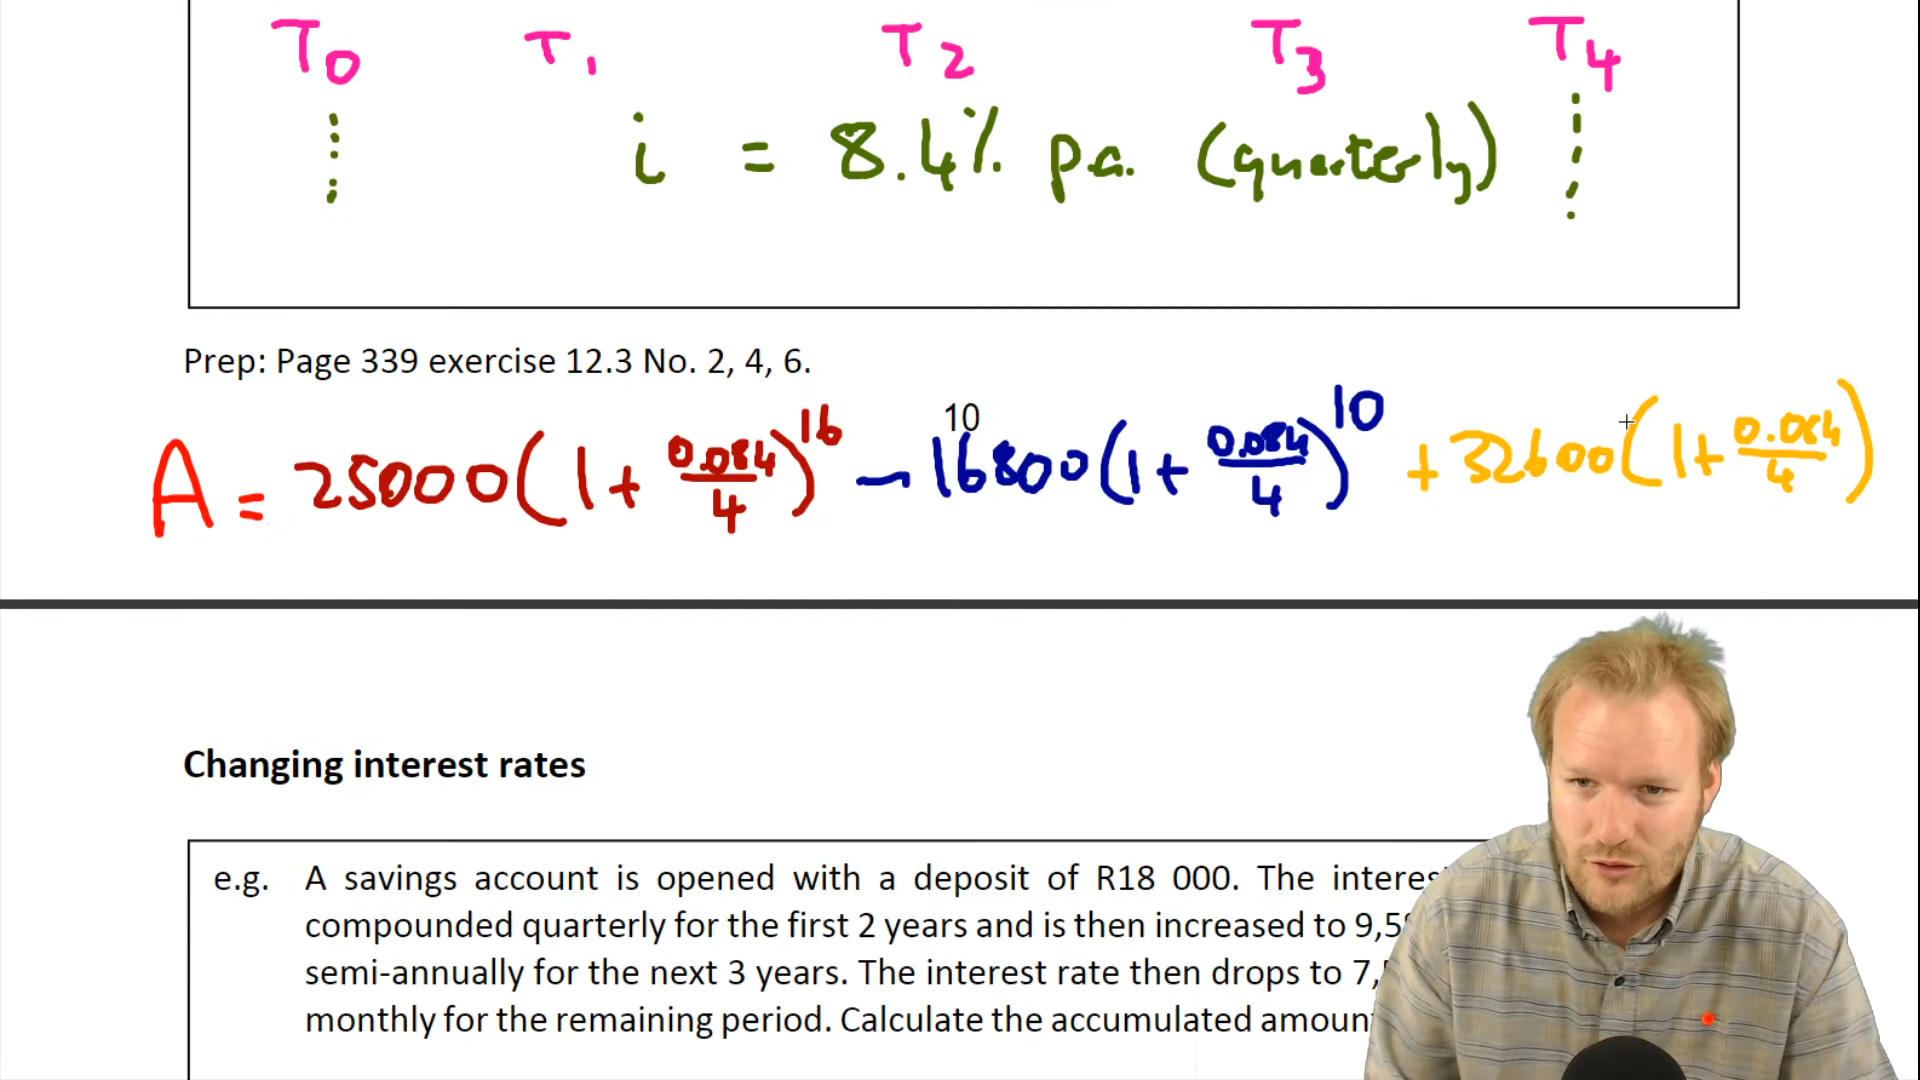 T0 T1 T2 T3 T4
i = 8.4% p.a. (quarterly)
Prep: Page 339 exercise 12.3 No. 2, 4, 6.
10
A = 25000(1+0.084/4)^16 - 16800(1+0.084/4)^10 + 32600(1+0.084/4)
Changing interest rates
e.g. A savings account is opened with a deposit of R18 000. The
compounded quarterly for the first 2 years and is then increased to 9,5
semi-annually for the next 3 years. The interest rate then drops to 7,
monthly for the remaining period. Calculate the accumulated